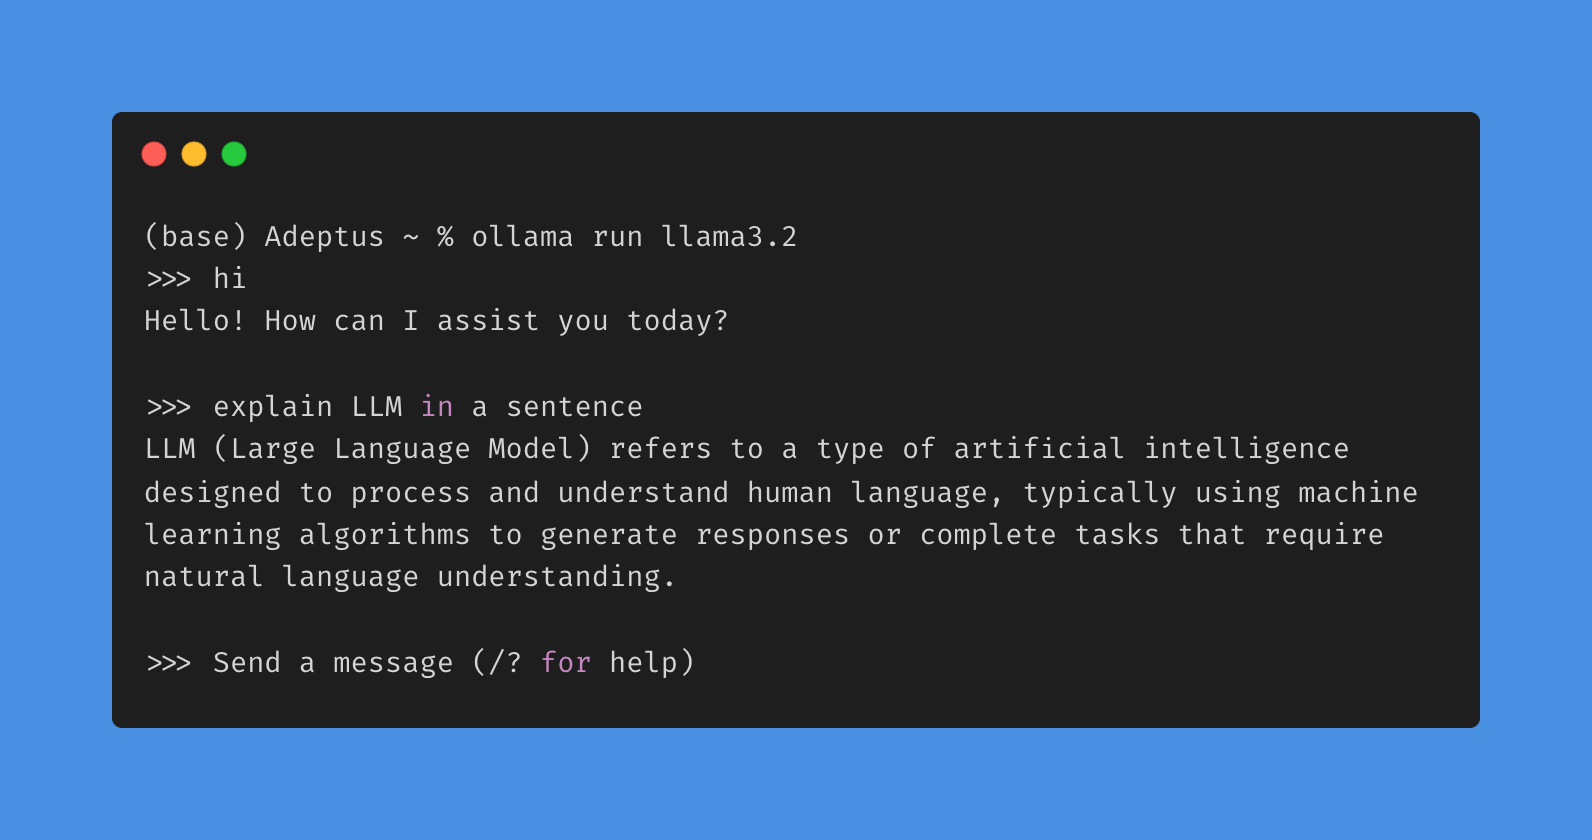 (base) Adeptus ~ % ollama run llama3.2
>>> hi
Hello! How can I assist you today?
>>> explain LLM in a sentence
LLM (Large Language Model) refers to a type of artificial intelligence
designed to process and understand human language, typically using machine
learning algorithms to generate responses or complete tasks that require
natural language understanding.
>>> Send a message (/? for help)